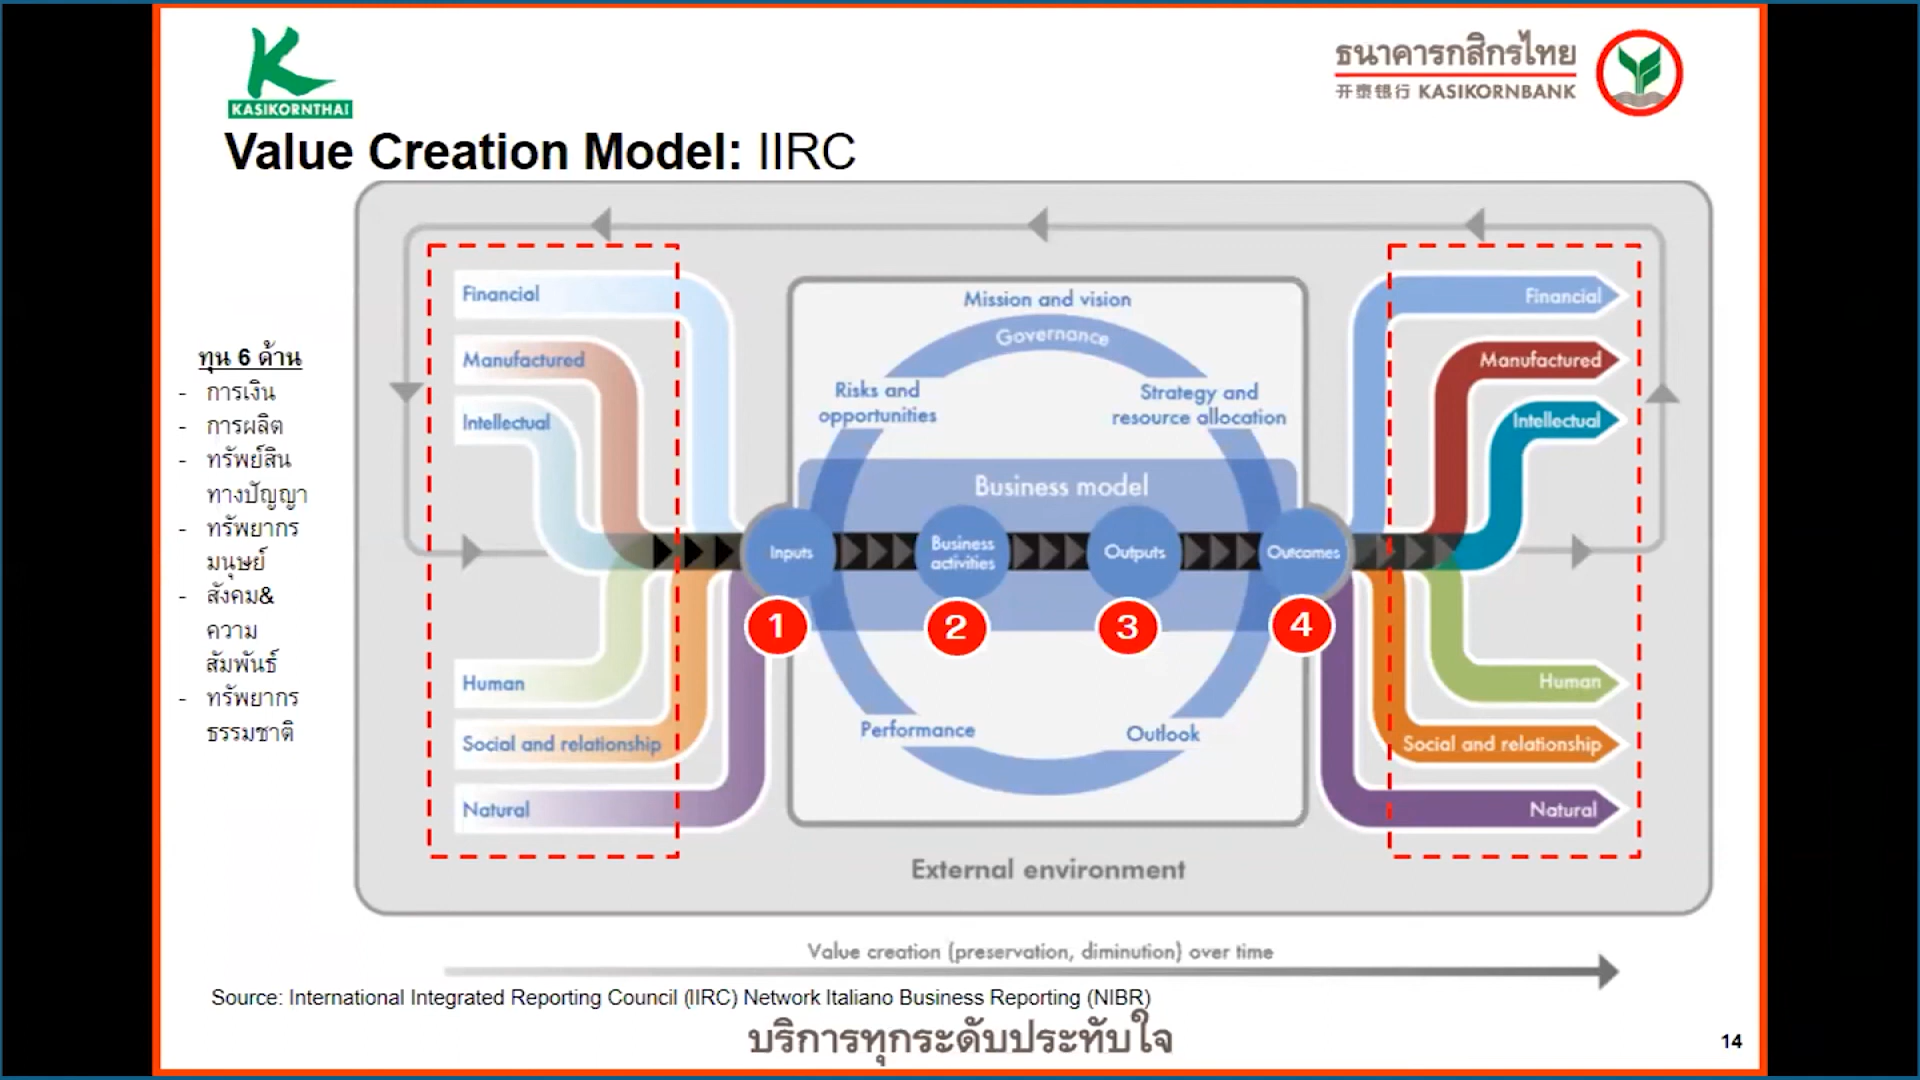 KASIKORNTHAI
ธนาคารกสิกรไทย
开泰银行 KASIKORNBANK
Value Creation Model: IIRC
ทุน 6 ด้าน
- การเงิน
- การผลิต
- ทรัพย์สิน
ทางปัญญา
- ทรัพยากร
มนุษย์
- สังคม&
ความ
สัมพันธ์
- ทรัพยากร
ธรรมชาติ
Financial
Manufactured
Intellectual
Human
Social and relationship
Natural
Mission and vision
Governance
Risks and
opportunities
Strategy and
resource allocation
Business model
Inputs
Business
activities
Outputs
Outcomes
1
2
3
4
Performance
Outlook
Financial
Manufactured
Intellectual
Human
Social and relationship
Natural
External environment
Value creation (preservation, diminution) over time
Source: International Integrated Reporting Council (IIRC) Network Italiano Business Reporting (NIBR)
บริการทุกระดับประทับใจ
14